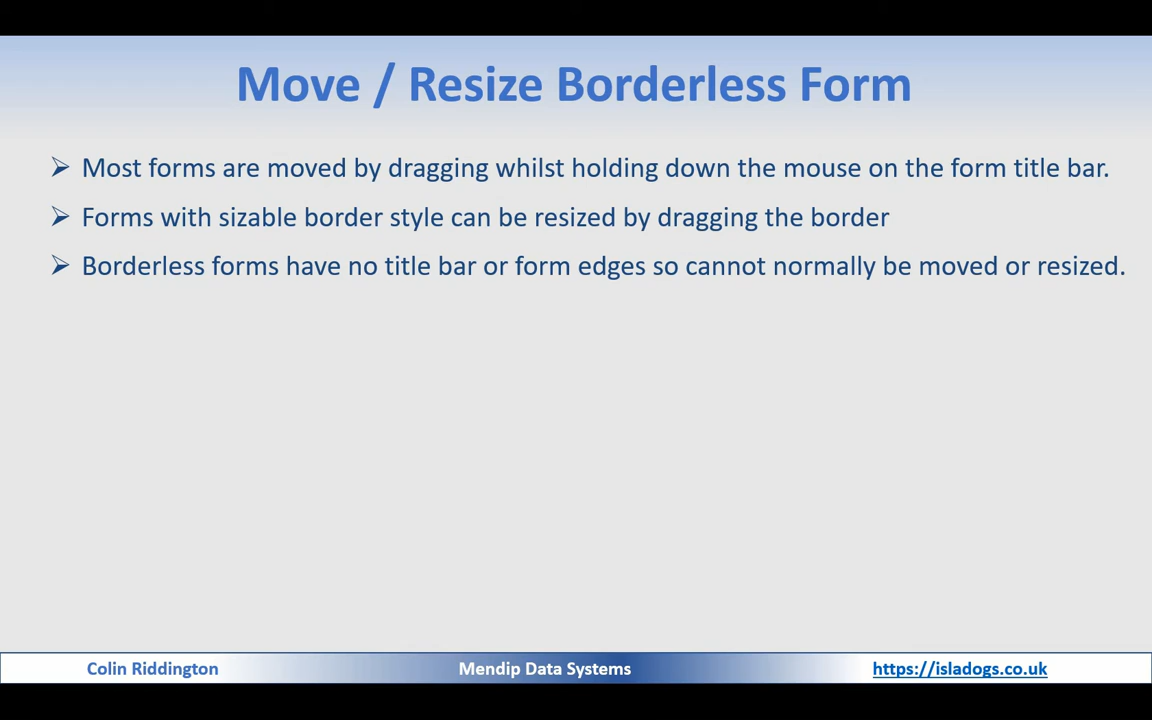 Move / Resize Borderless Form
➢ Most forms are moved by dragging whilst holding down the mouse on the form title bar.
➢ Forms with sizable border style can be resized by dragging the border
➢ Borderless forms have no title bar or form edges so cannot normally be moved or resized.
Colin Riddington Mendip Data Systems https://isladogs.co.uk